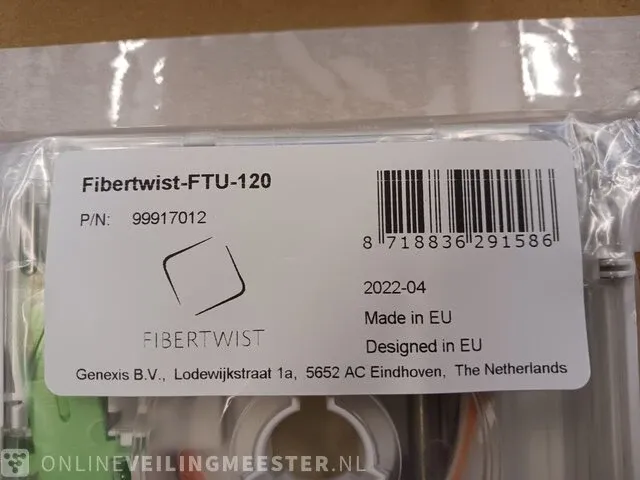 Fibertwist-FTU-120
P/N: 99917012
8 718836 291586
FIBERTWIST
2022-04
Made in EU
Designed in EU
Genexis B.V., Lodewijkstraat 1a, 5652 AC Eindhoven, The Netherlands
ONLINEVEILINGMEESTER.NL